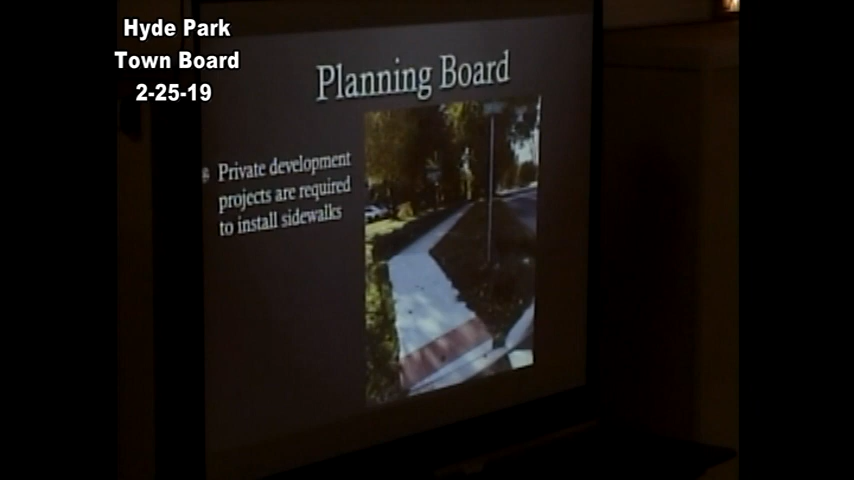 Hyde Park
Town Board
2-25-19
Planning Board
Private development
projects are required
to install sidewalks